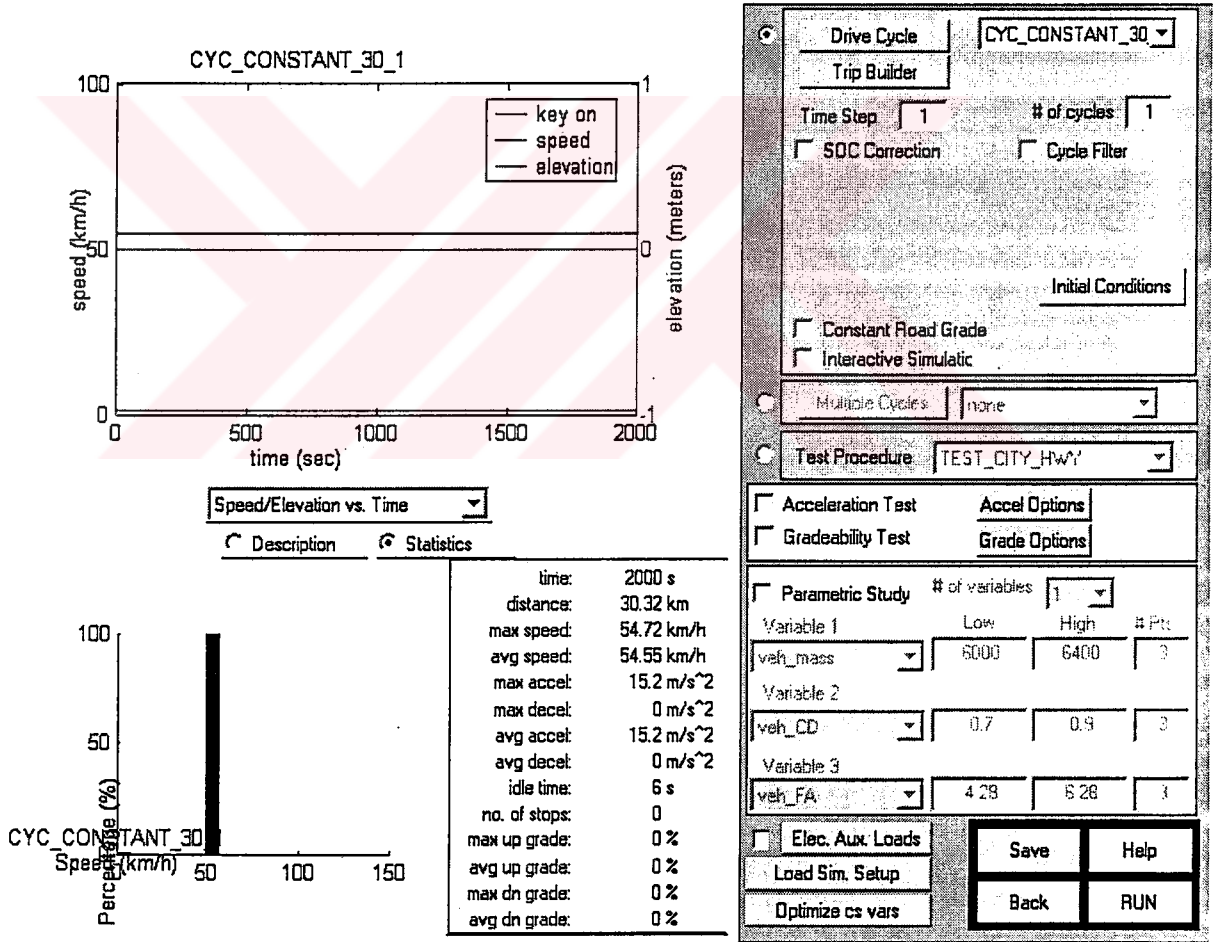 CYC_CONSTANT_30_1
100
50
0
speed (km/h)
1
0
-1
elevation (meters)
key on
speed
elevation
0 500 1000 1500 2000
time (sec)
Speed/Elevation vs. Time
Description Statistics
time: 2000 s
distance: 30.32 km
max speed: 54.72 km/h
avg speed: 54.55 km/h
max accel: 15.2 m/s^2
max decel: 0 m/s^2
avg accel: 15.2 m/s^2
avg decel: 0 m/s^2
idle time: 6 s
no. of stops: 0
max up grade: 0 %
avg up grade: 0 %
max dn grade: 0 %
avg dn grade: 0 %
100
50
Percentage (%)
CYC_CONSTANT_30
Speed (km/h)
50 100 150
Drive Cycle CYC_CONSTANT_30_
Trip Builder
Time Step 1 # of cycles 1
SOC Correction Cycle Filter
Initial Conditions
Constant Road Grade
Interactive Simulatic
Multiple Cycles none
Test Procedure TEST_CITY_HWY
Acceleration Test Accel Options
Gradeability Test Grade Options
Parametric Study # of variables 1
Variable 1 Low High # Pts
veh_mass 6000 6400 3
Variable 2
veh_CD 0.7 0.9 3
Variable 3
veh_FA 4.28 6.28 3
Elec. Aux. Loads
Load Sim. Setup
Optimize cs vars
Save Help
Back RUN